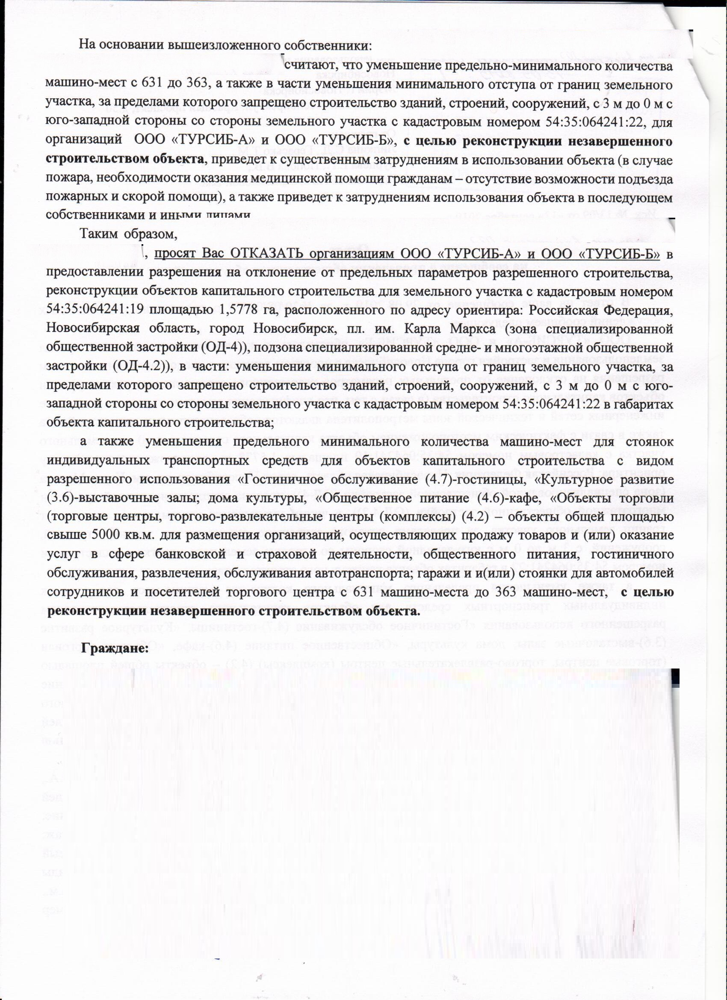 На основании вышеизложенного собственники:
считают, что уменьшение предельно-минимального количества
машино-мест с 631 до 363, а также в части уменьшения минимального отступа от границ земельного
участка, за пределами которого запрещено строительство зданий, строений, сооружений, с 3 м до 0 м с
юго-западной стороны со стороны земельного участка с кадастровым номером 54:35:064241:22, для
организаций ООО «ТУРСИБ-А» и ООО «ТУРСИБ-Б», с целью реконструкции незавершенного
строительством объекта, приведет к существенным затруднениям в использовании объекта (в случае
пожара, необходимости оказания медицинской помощи гражданам – отсутствие возможности подъезда
пожарных и скорой помощи), а также приведет к затруднениям использования объекта в последующем
собственниками и иными лицами
Таким образом,
, просят Вас ОТКАЗАТЬ организациям ООО «ТУРСИБ-А» и ООО «ТУРСИБ-Б» в
предоставлении разрешения на отклонение от предельных параметров разрешенного строительства,
реконструкции объектов капитального строительства для земельного участка с кадастровым номером
54:35:064241:19 площадью 1,5778 га, расположенного по адресу ориентира: Российская Федерация,
Новосибирская область, город Новосибирск, пл. им. Карла Маркса (зона специализированной
общественной застройки (ОД-4)), подзона специализированной средне- и многоэтажной общественной
застройки (ОД-4.2)), в части: уменьшения минимального отступа от границ земельного участка, за
пределами которого запрещено строительство зданий, строений, сооружений, с 3 м до 0 м с юго-
западной стороны со стороны земельного участка с кадастровым номером 54:35:064241:22 в габаритах
объекта капитального строительства;
а также уменьшения предельного минимального количества машино-мест для стоянок
индивидуальных транспортных средств для объектов капитального строительства с видом
разрешенного использования «Гостиничное обслуживание (4.7)-гостиницы, «Культурное развитие
(3.6)-выставочные залы; дома культуры, «Общественное питание (4.6)-кафе, «Объекты торговли
(торговые центры, торгово-развлекательные центры (комплексы) (4.2) – объекты общей площадью
свыше 5000 кв.м. для размещения организаций, осуществляющих продажу товаров и (или) оказание
услуг в сфере банковской и страховой деятельности, общественного питания, гостиничного
обслуживания, развлечения, обслуживания автотранспорта; гаражи и и(или) стоянки для автомобилей
сотрудников и посетителей торгового центра с 631 машино-места до 363 машино-мест, с целью
реконструкции незавершенного строительством объекта.
Граждане: